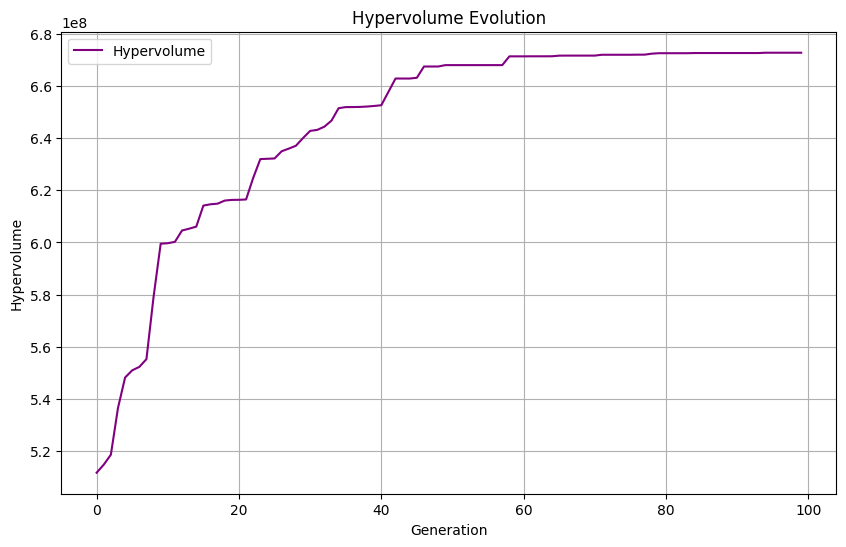 Hypervolume Evolution
1e8
Hypervolume
6.8
6.6
6.4
6.2
6.0
5.8
5.6
5.4
5.2
Hypervolume
0 20 40 60 80 100
Generation